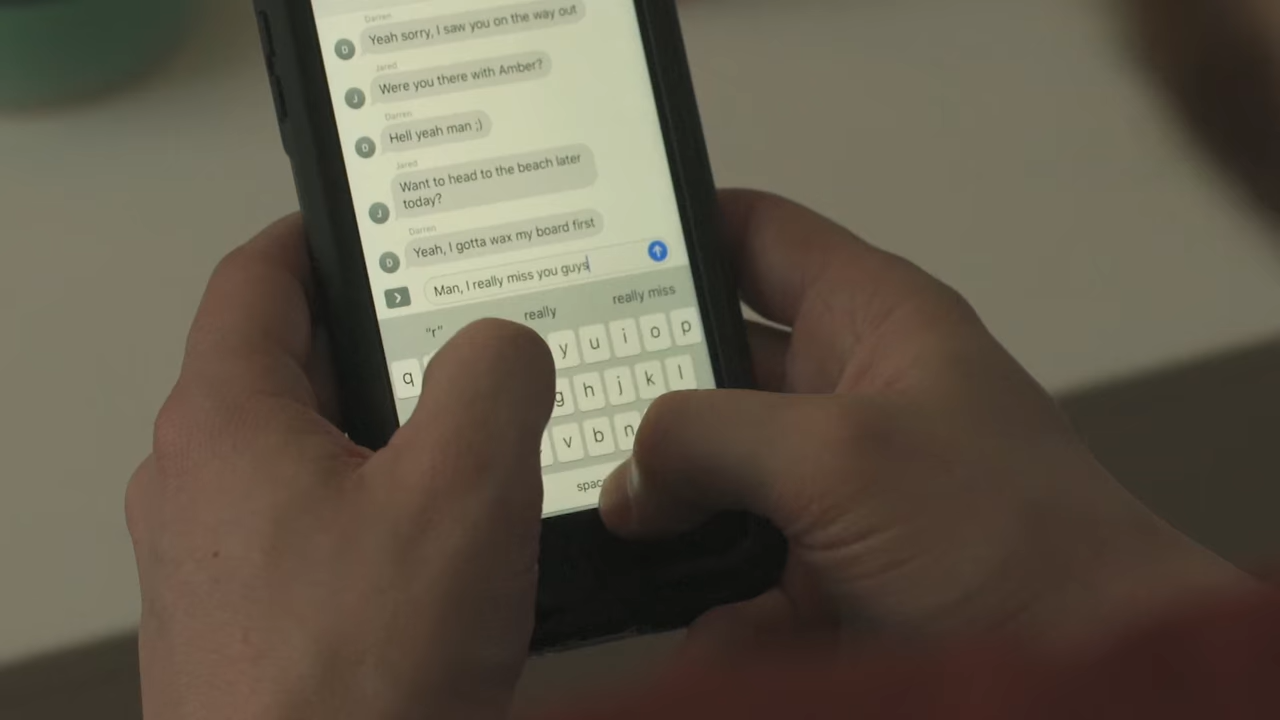 Darren
Yeah sorry, I saw you on the way out
D
Jared
Were you there with Amber?
J
Darren
Hell yeah man ;)
D
Jared
Want to head to the beach later
today?
J
Darren
Yeah, I gotta wax my board first
D
Man, I really miss you guys
"r" really really miss
q y u i o p
g h j k l
v b n
spac